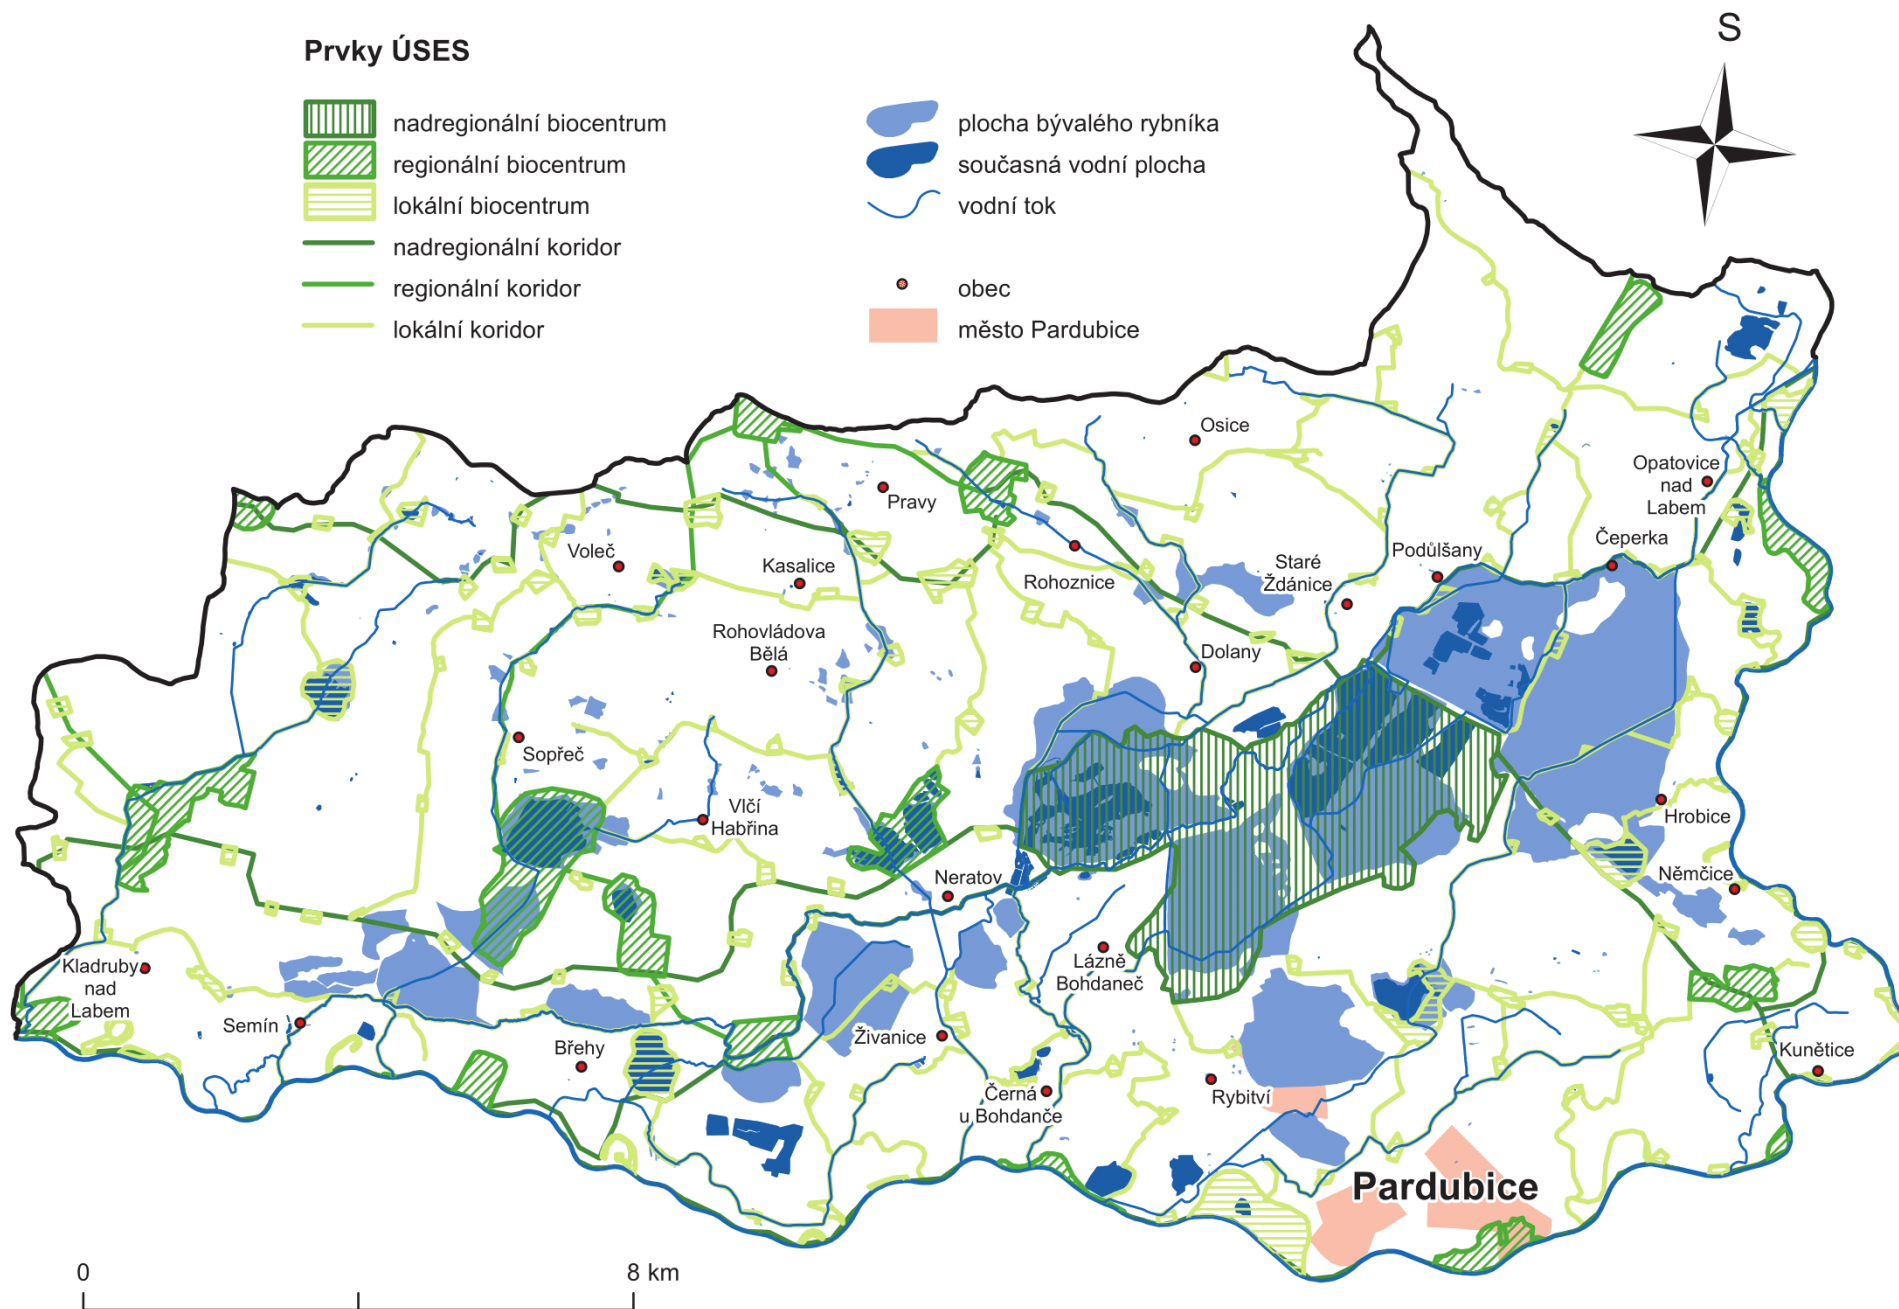 S
Prvky ÚSES
nadregionální biocentrum
regionální biocentrum
lokální biocentrum
nadregionální koridor
regionální koridor
lokální koridor
plocha bývalého rybníka
současná vodní plocha
vodní tok
obec
město Pardubice
Osice
Opatovice
nad
Labem
Pravy
Čeperka
Voleč
Kasalice
Rohoznice
Staré
Ždánice
Podůlšany
Rohovládova
Bělá
Dolany
Sopřeč
Vlčí
Habřina
Hrobice
Neratov
Němčice
Kladruby
nad
Labem
Lázně
Bohdaneč
Semín
Břehy
Živanice
Kunětice
Černá
u Bohdanče
Rybitví
Pardubice
0
8 km